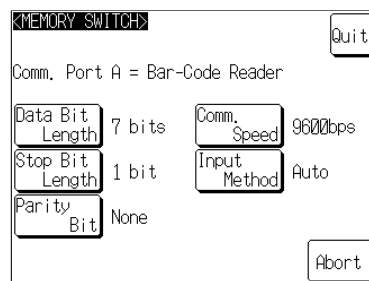 <MEMORY SWITCH>
Quit
Comm. Port A = Bar-Code Reader
Data Bit Length 7 bits
Comm. Speed 9600bps
Stop Bit Length 1 bit
Input Method Auto
Parity Bit None
Abort